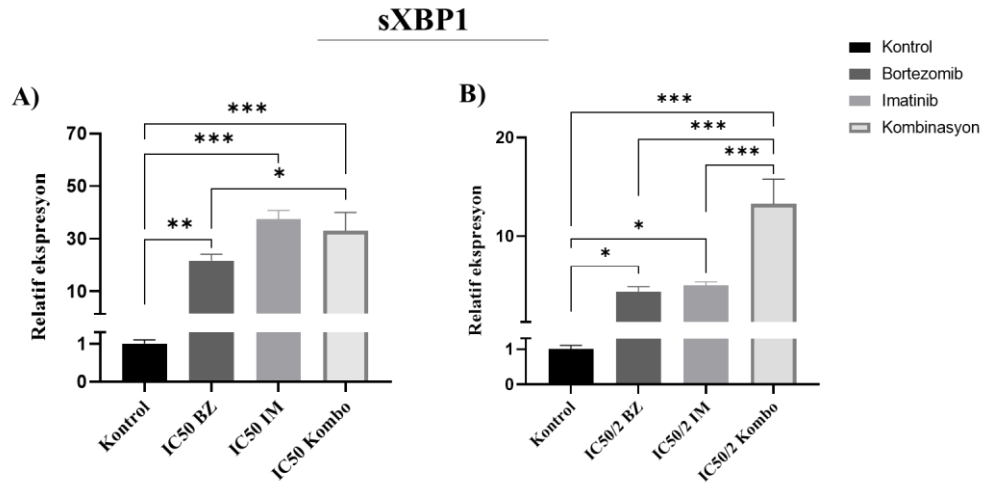 sXBP1
Kontrol
Bortezomib
Imatinib
Kombinasyon
A)
Relatif ekspresyon
70
50
30
10
1
0
***
***
*
**
Kontrol
IC50 BZ
IC50 IM
IC50 Kombo
B)
Relatif ekspresyon
20
10
1
0
***
***
***
*
*
Kontrol
IC50/2 BZ
IC50/2 IM
IC50/2 Kombo